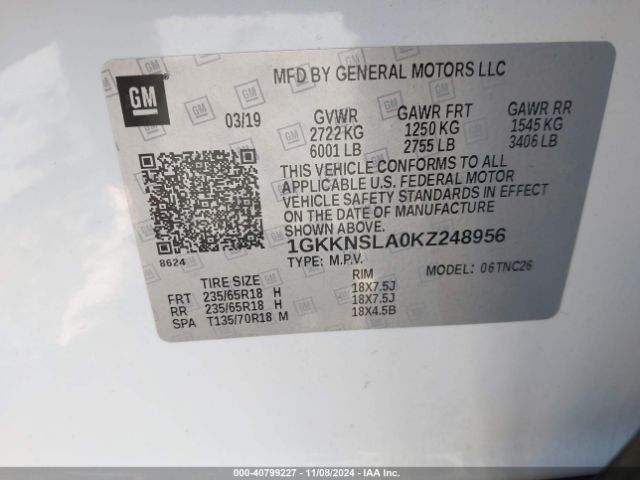 GM
MFD BY GENERAL MOTORS LLC
03/19
GVWR
GAWR FRT
GAWR RR
2722 KG
1250 KG
1545 KG
6001 LB
2755 LB
3406 LB
THIS VEHICLE CONFORMS TO ALL
APPLICABLE U.S. FEDERAL MOTOR
VEHICLE SAFETY STANDARDS IN EFFECT
ON THE DATE OF MANUFACTURE
SHOWN ABOVE.
1GKKNSLA0KZ248956
8624
TYPE: M.P.V.
MODEL: 06TNC26
TIRE SIZE
RIM
FRT 235/65R18 H 18X7.5J
RR 235/65R18 H 18X7.5J
SPA T135/70R18 M 18X4.5B
000-40799227 - 11/08/2024 - IAA Inc.